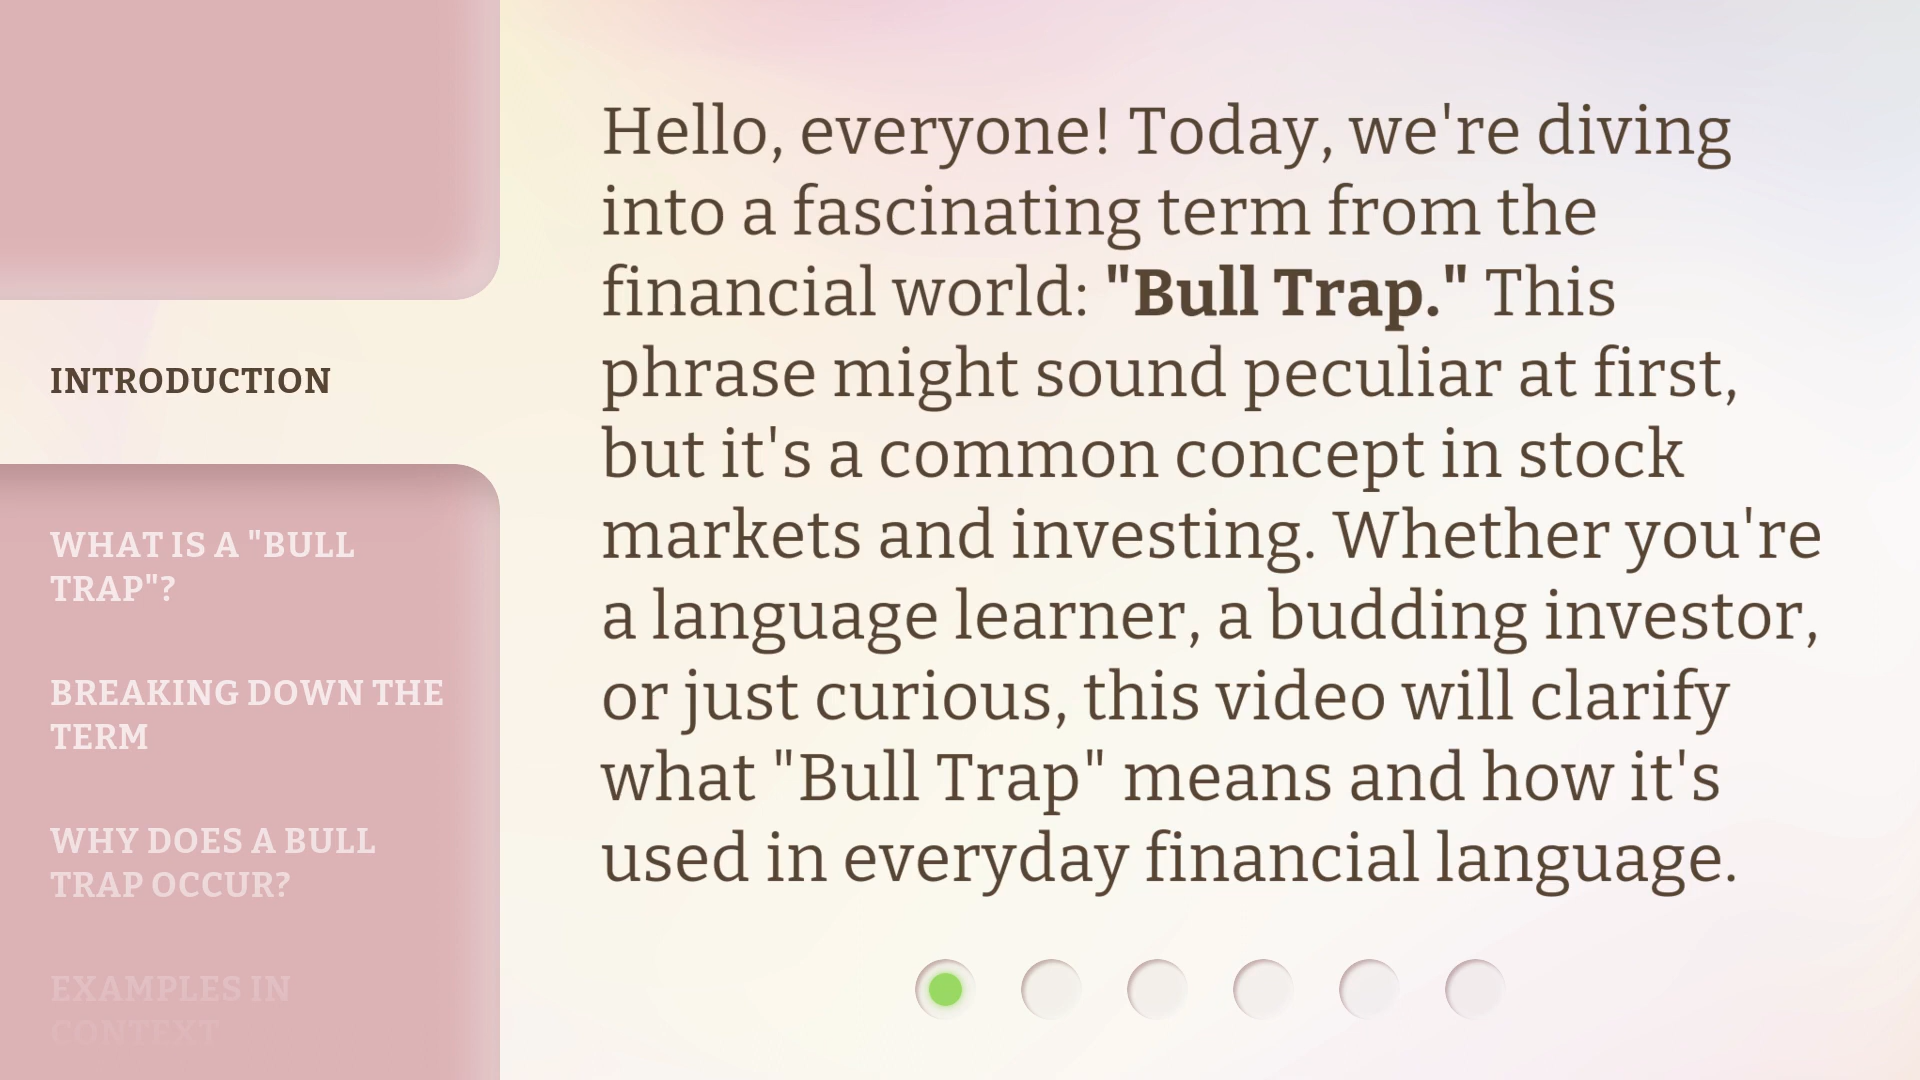 INTRODUCTION
WHAT IS A "BULL
TRAP"?
BREAKING DOWN THE
TERM
WHY DOES A BULL
TRAP OCCUR?
EXAMPLES IN
CONTEXT
Hello, everyone! Today, we're diving
into a fascinating term from the
financial world: "Bull Trap." This
phrase might sound peculiar at first,
but it's a common concept in stock
markets and investing. Whether you're
a language learner, a budding investor,
or just curious, this video will clarify
what "Bull Trap" means and how it's
used in everyday financial language.